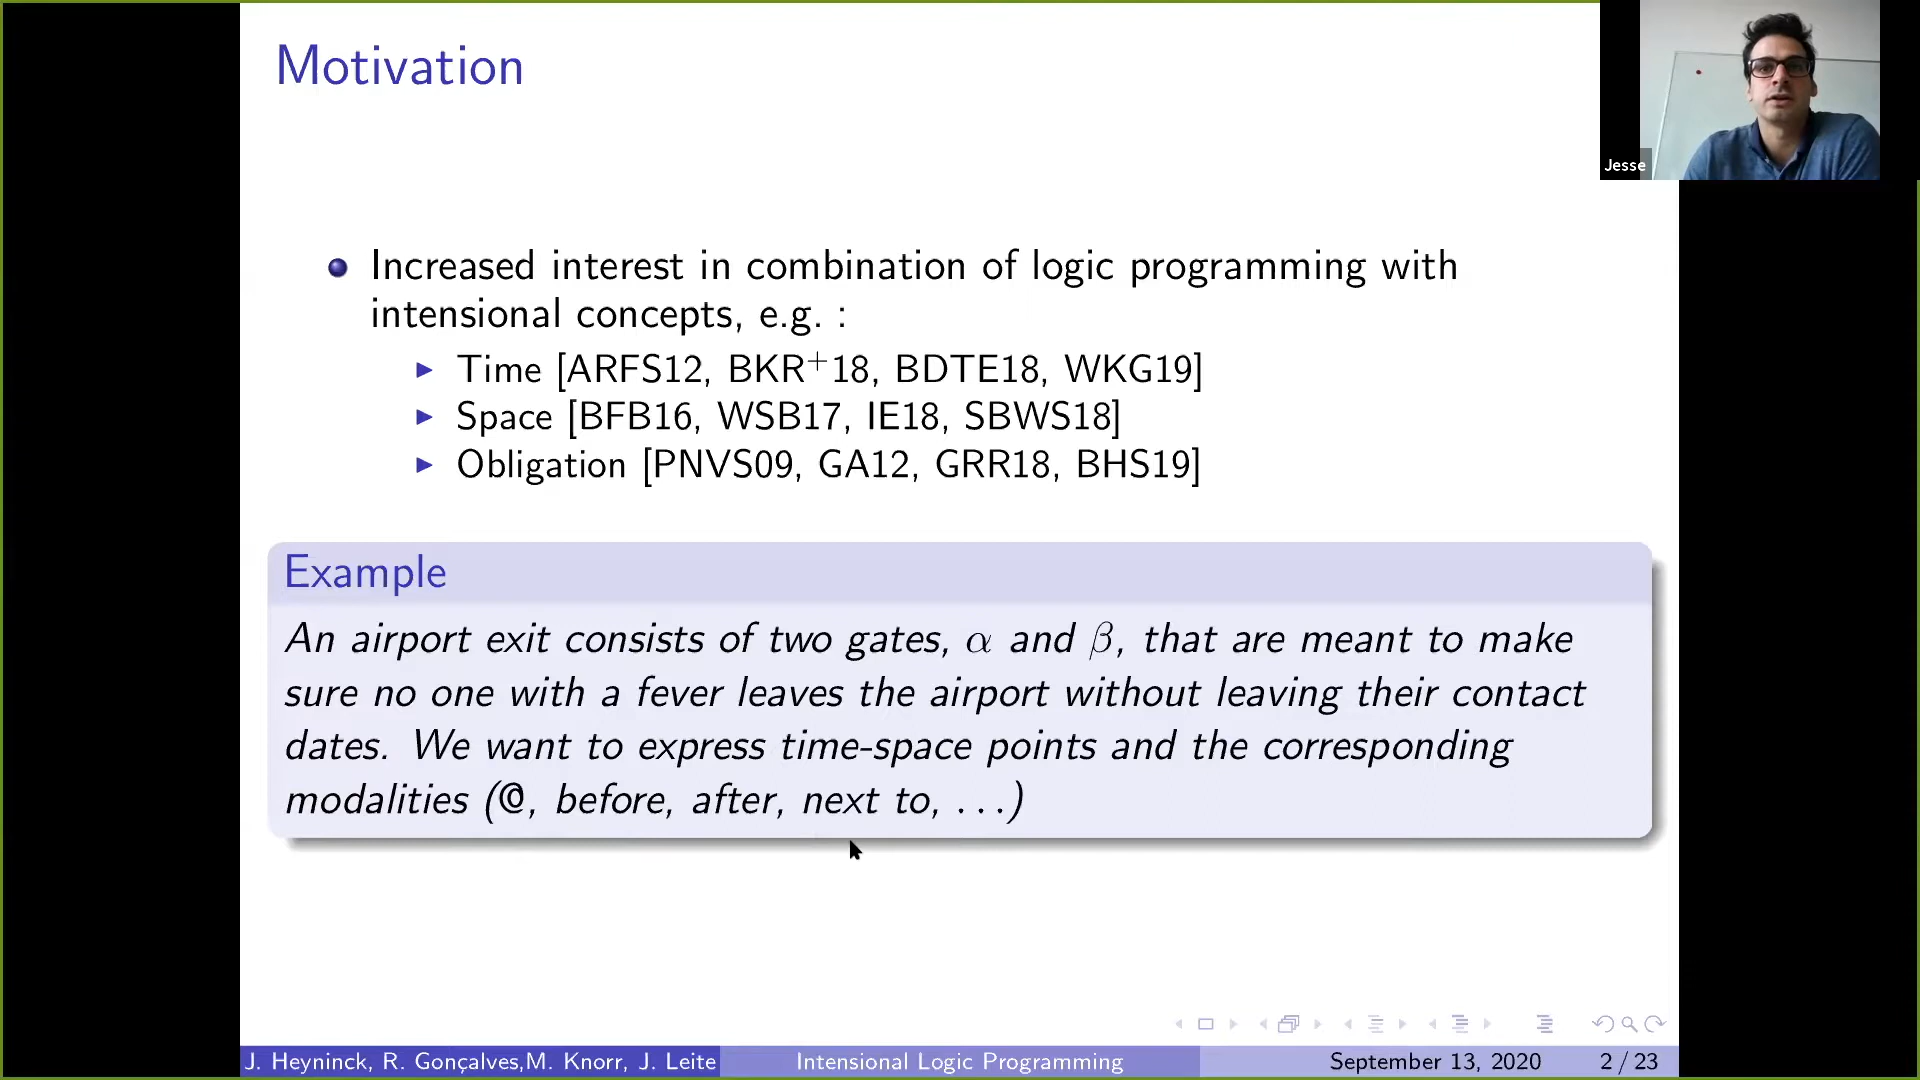 Motivation
Jesse
Increased interest in combination of logic programming with
intensional concepts, e.g. :
Time [ARFS12, BKR⁺18, BDTE18, WKG19]
Space [BFB16, WSB17, IE18, SBWS18]
Obligation [PNVS09, GA12, GRR18, BHS19]
Example
An airport exit consists of two gates, α and β, that are meant to make
sure no one with a fever leaves the airport without leaving their contact
dates. We want to express time-space points and the corresponding
modalities (@, before, after, next to, ...)
J. Heyninck, R. Gonçalves,M. Knorr, J. Leite Intensional Logic Programming September 13, 2020 2 / 23